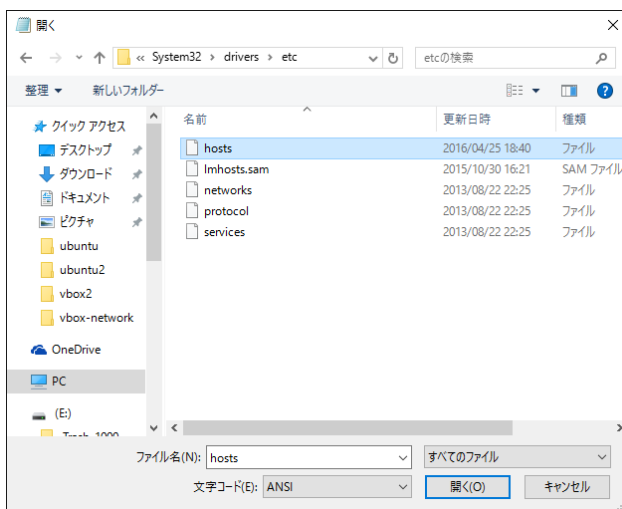 開く
« System32 › drivers › etc
etcの検索
整理 ▼ 新しいフォルダー
クイック アクセス
デスクトップ
ダウンロード
ドキュメント
ピクチャ
ubuntu
ubuntu2
vbox2
vbox-network
OneDrive
PC
(E:)
名前 更新日時 種類
hosts 2016/04/25 18:40 ファイル
lmhosts.sam 2015/10/30 16:21 SAM ファイル
networks 2013/08/22 22:25 ファイル
protocol 2013/08/22 22:25 ファイル
services 2013/08/22 22:25 ファイル
ファイル名(N): hosts すべてのファイル
文字コード(E): ANSI 開く(O) キャンセル